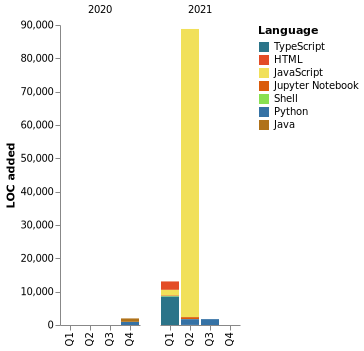 2020 2021
Language
TypeScript
HTML
JavaScript
Jupyter Notebook
Shell
Python
Java
LOC added
90,000
80,000
70,000
60,000
50,000
40,000
30,000
20,000
10,000
0
Q1 Q2 Q3 Q4 Q1 Q2 Q3 Q4